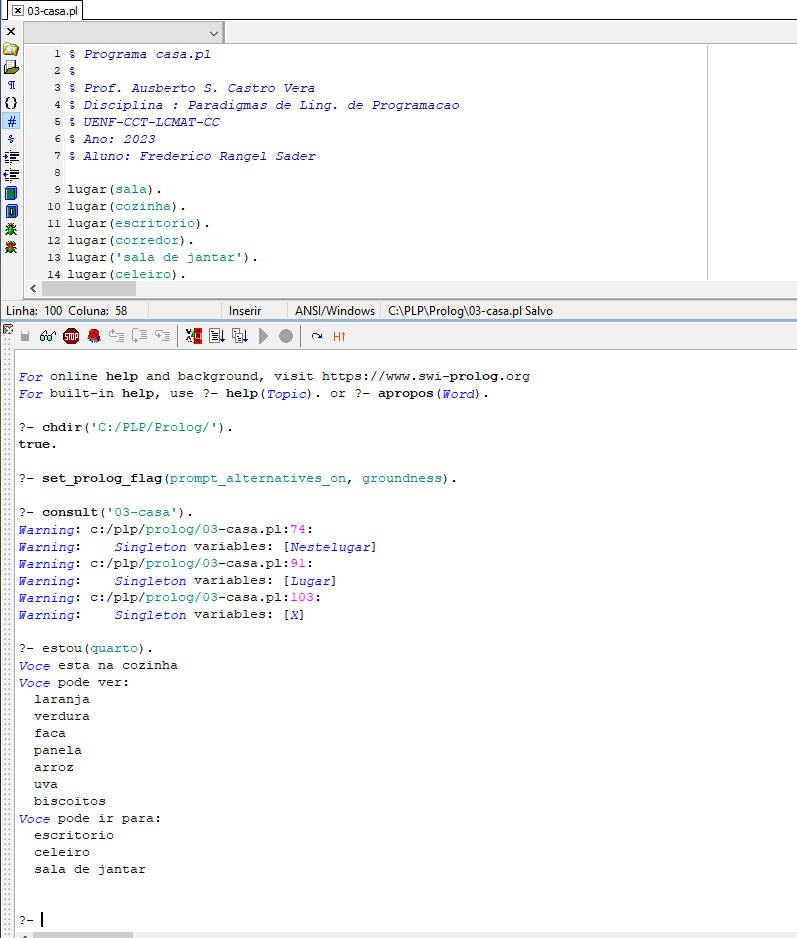 03-casa.pl
1 % Programa casa.pl
2 %
3 % Prof. Ausberto S. Castro Vera
4 % Disciplina : Paradigmas de Ling. de Programacao
5 % UENF-CCT-LCMAT-CC
6 % Ano: 2023
7 % Aluno: Frederico Rangel Sader
8
9 lugar(sala).
10 lugar(cozinha).
11 lugar(escritorio).
12 lugar(corredor).
13 lugar('sala de jantar').
14 lugar(celeiro).
Linha: 100 Coluna: 58 Inserir ANSI/Windows C:\PLP\Prolog\03-casa.pl Salvo
STOP H↑
For online help and background, visit https://www.swi-prolog.org
For built-in help, use ?- help(Topic). or ?- apropos(Word).
?- chdir('C:/PLP/Prolog/').
true.
?- set_prolog_flag(prompt_alternatives_on, groundness).
?- consult('03-casa').
Warning: c:/plp/prolog/03-casa.pl:74:
Warning:    Singleton variables: [Nestelugar]
Warning: c:/plp/prolog/03-casa.pl:91:
Warning:    Singleton variables: [Lugar]
Warning: c:/plp/prolog/03-casa.pl:103:
Warning:    Singleton variables: [X]
?- estou(quarto).
Voce esta na cozinha
Voce pode ver:
laranja
verdura
faca
panela
arroz
uva
biscoitos
Voce pode ir para:
escritorio
celeiro
sala de jantar
?-